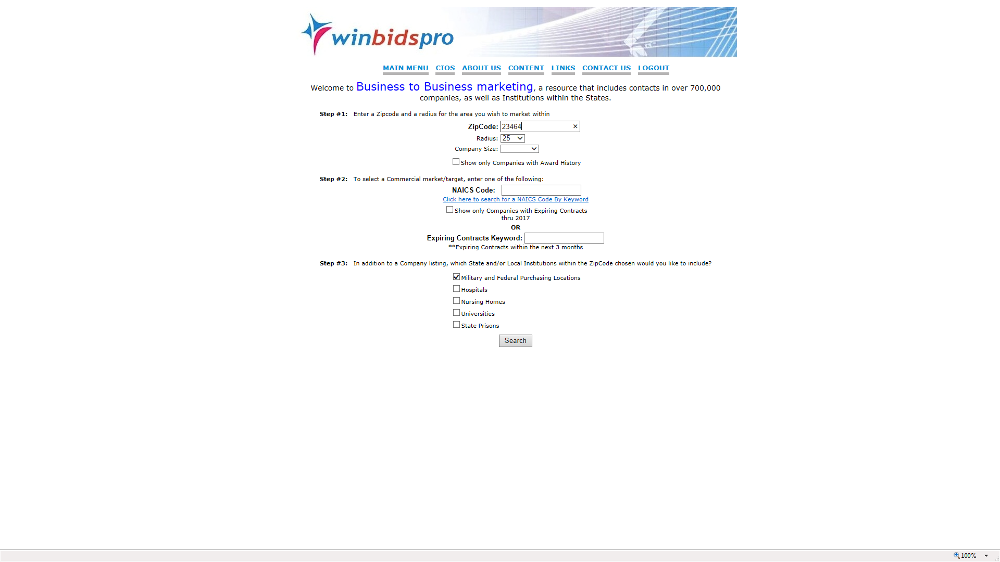 winbidspro
MAIN MENU CIOS ABOUT US CONTENT LINKS CONTACT US LOGOUT
Welcome to Business to Business marketing, a resource that includes contacts in over 700,000
companies, as well as Institutions within the States.
Step #1: Enter a Zipcode and a radius for the area you wish to market within
ZipCode: 23464 ×
Radius: 25
Company Size:
Show only Companies with Award History
Step #2: To select a Commercial market/target, enter one of the following:
NAICS Code:
Click here to search for a NAICS Code By Keyword
Show only Companies with Expiring Contracts
thru 2017
OR
Expiring Contracts Keyword:
**Expiring Contracts within the next 3 months
Step #3: In addition to a Company listing, which State and/or Local Institutions within the ZipCode chosen would you like to include?
Military and Federal Purchasing Locations
Hospitals
Nursing Homes
Universities
State Prisons
Search
100%